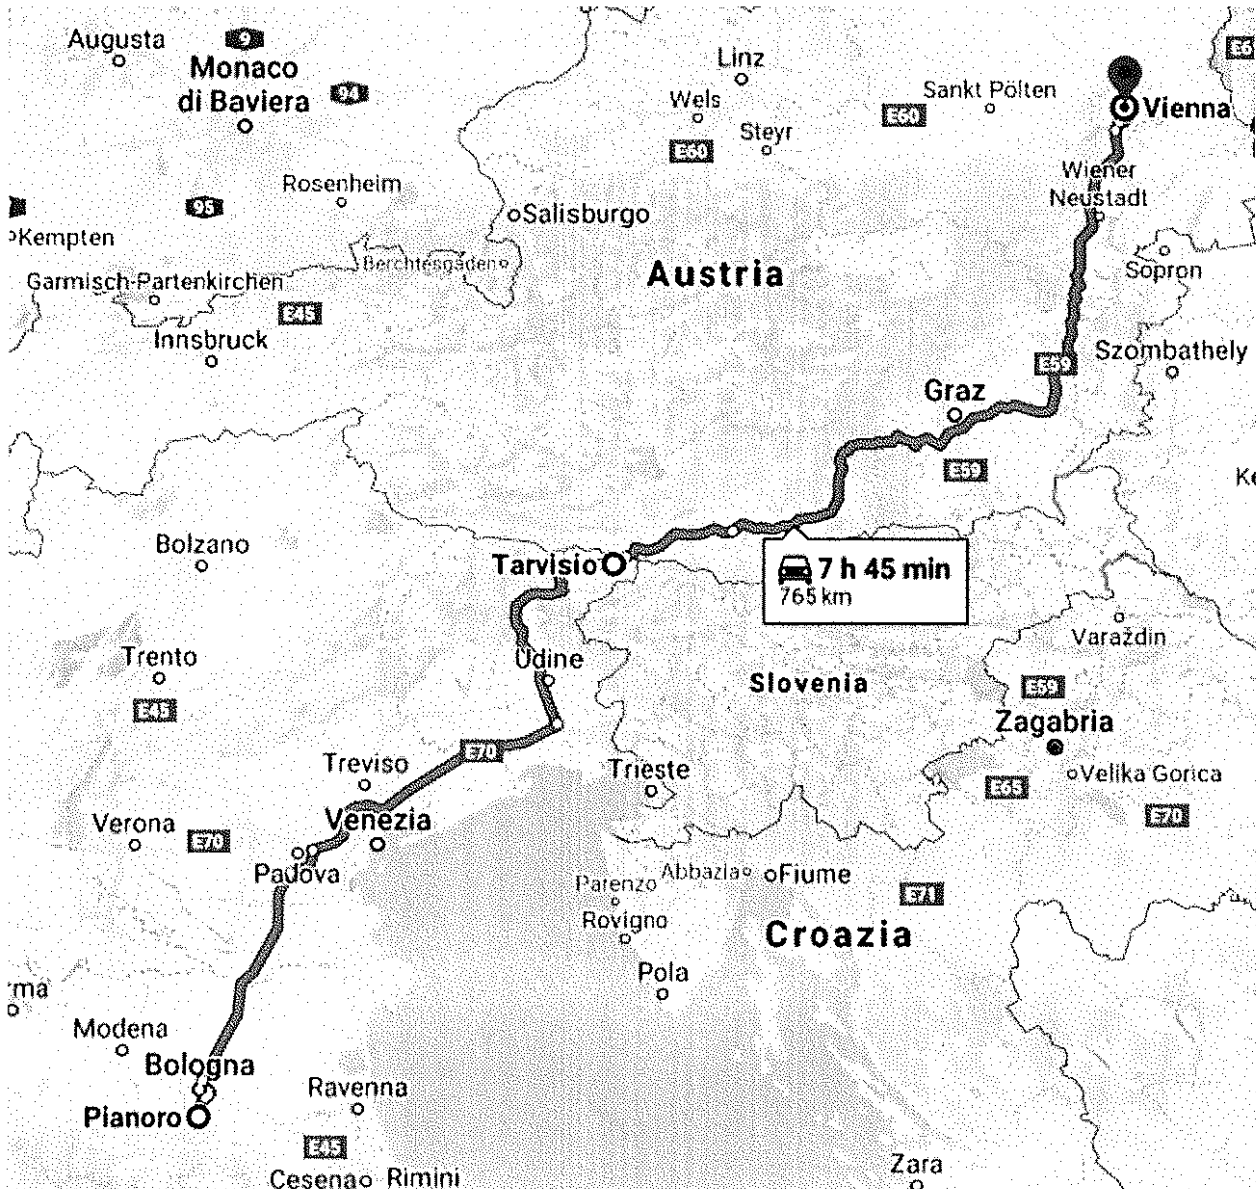 Augusta
9
Monaco
di Baviera
94
Linz
Wels
Steyr
E60
E60
Sankt Pölten
Vienna
Rosenheim
95
Kempten
Salisburgo
Berchtesgaden
Garmisch-Partenkirchen
E45
Innsbruck
Austria
Wiener
Neustadt
Sopron
E59
Szombathely
Graz
E59
Bolzano
Tarvisio
7 h 45 min
765 km
Varaždin
Trento
E45
Udine
Slovenia
E59
Zagabria
Treviso
E70
Trieste
Velika Gorica
E65
E70
Verona
E70
Venezia
Padova
Parenzo
Abbazia
Fiume
E71
Rovigno
Croazia
Pola
rma
Modena
Bologna
Ravenna
Pianoro
E45
Cesena
Rimini
Zara